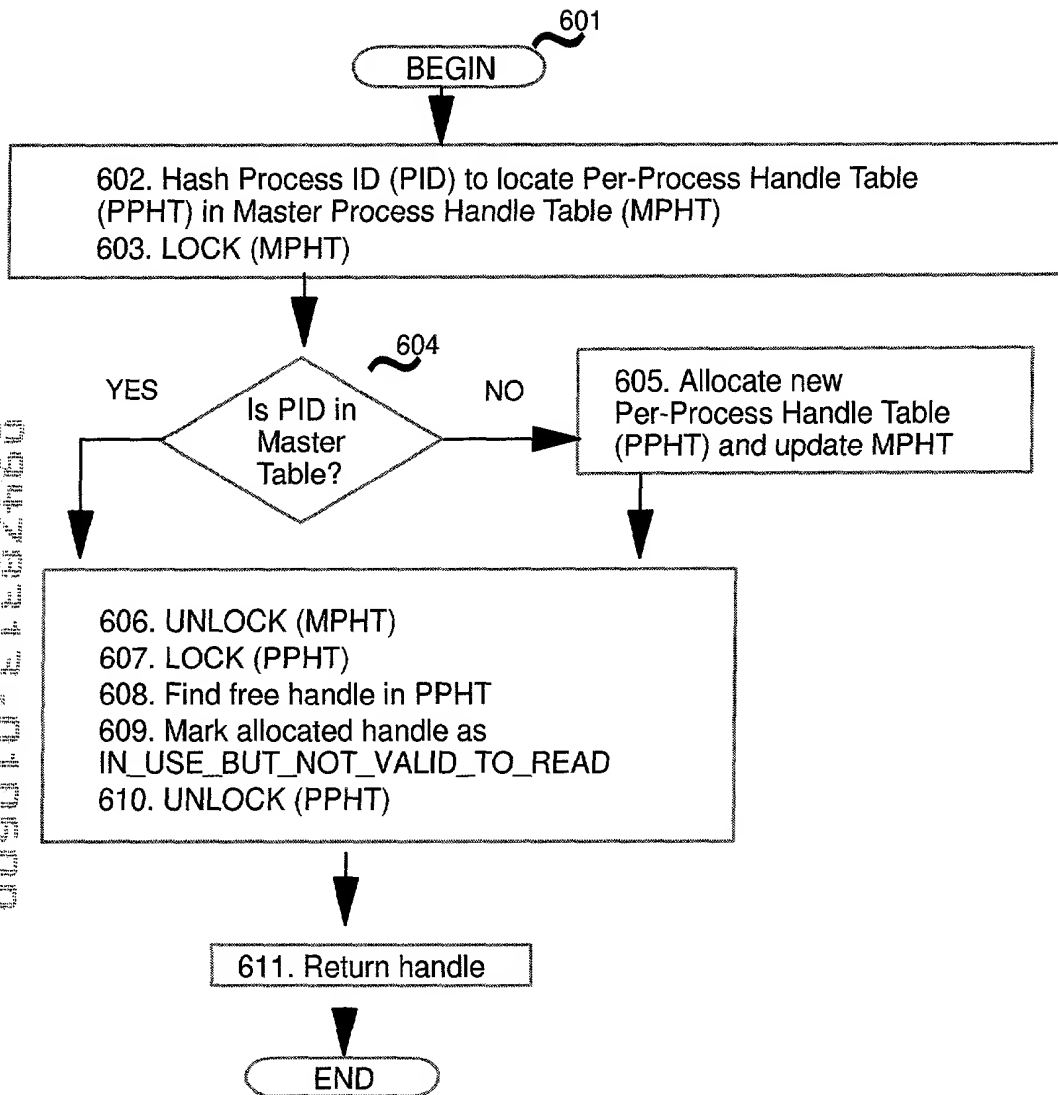 601
BEGIN
602. Hash Process ID (PID) to locate Per-Process Handle Table
(PPHT) in Master Process Handle Table (MPHT)
603. LOCK (MPHT)
604
YES
Is PID in
Master
Table?
NO
605. Allocate new
Per-Process Handle Table
(PPHT) and update MPHT
606. UNLOCK (MPHT)
607. LOCK (PPHT)
608. Find free handle in PPHT
609. Mark allocated handle as
IN_USE_BUT_NOT_VALID_TO_READ
610. UNLOCK (PPHT)
611. Return handle
END